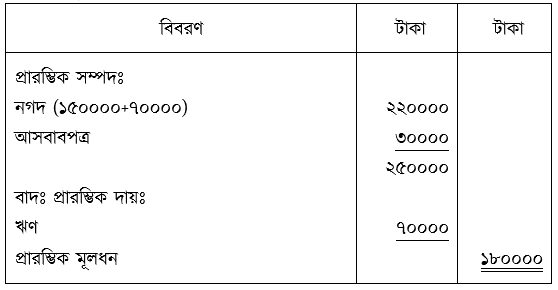 বিবরণ টাকা টাকা
প্রারম্ভিক সম্পদঃ
নগদ (১৫০০০০+৭০০০০) ২২০০০০
আসবাবপত্র ৩০০০০
২৫০০০০
বাদঃ প্রারম্ভিক দায়ঃ
ঋণ ৭০০০০
প্রারম্ভিক মূলধন ১৮০০০০